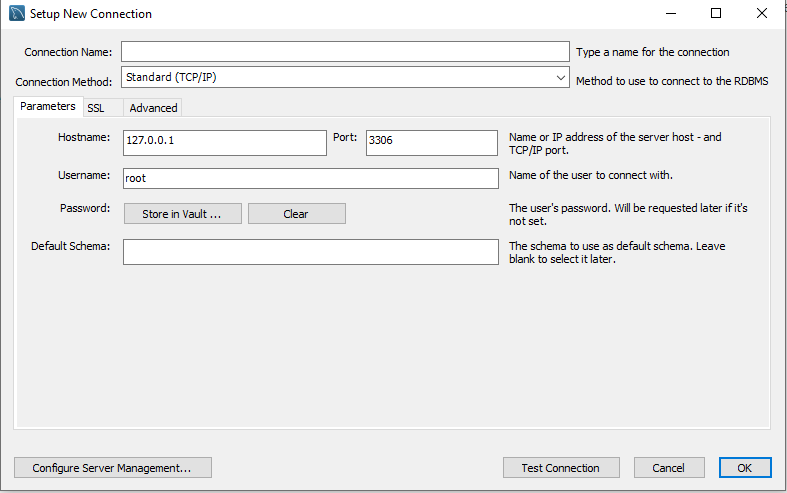 Setup New Connection
Connection Name: Type a name for the connection
Connection Method: Standard (TCP/IP) Method to use to connect to the RDBMS
Parameters SSL Advanced
Hostname: 127.0.0.1 Port: 3306 Name or IP address of the server host - and
TCP/IP port.
Username: root Name of the user to connect with.
Password: Store in Vault ... Clear The user's password. Will be requested later if it's
not set.
Default Schema: The schema to use as default schema. Leave
blank to select it later.
Configure Server Management... Test Connection Cancel OK